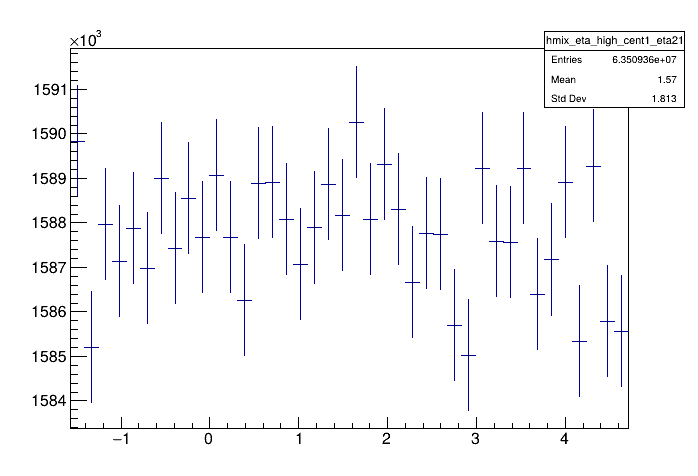 ×10³
hmix_eta_high_cent1_eta21
Entries 6.350936e+07
Mean 1.57
Std Dev 1.813
1591
1590
1589
1588
1587
1586
1585
1584
−1 0 1 2 3 4